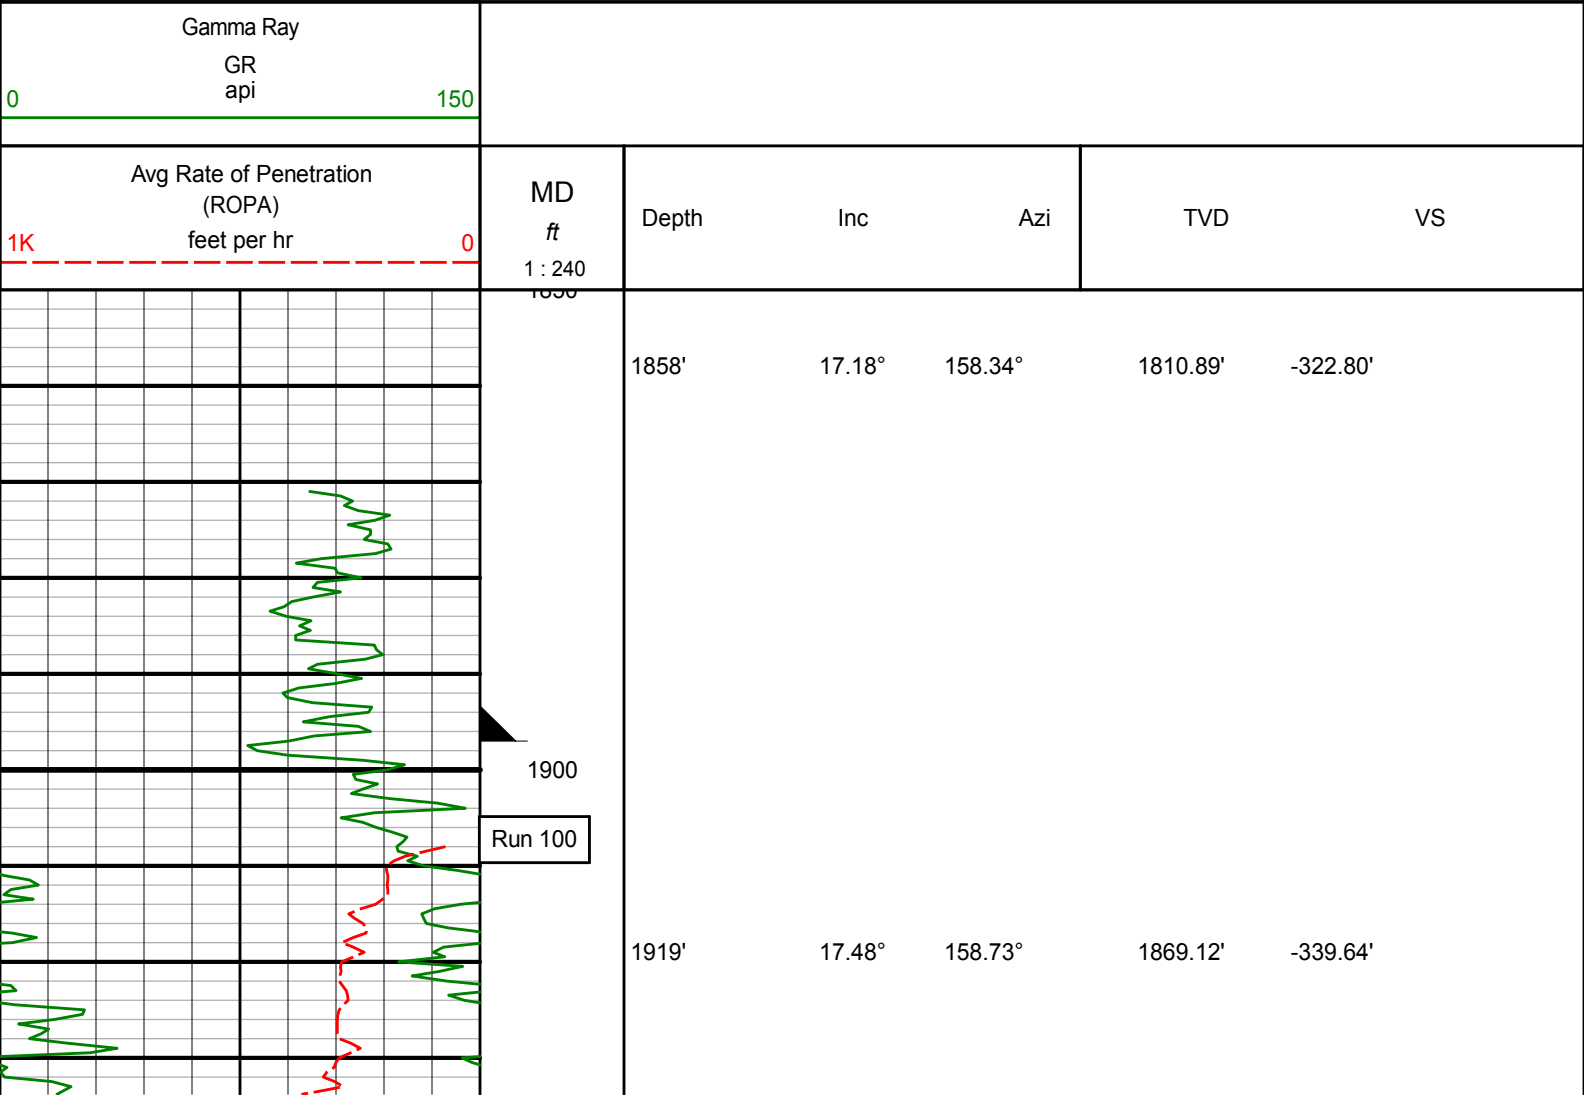 Gamma Ray
GR
api
0 150
Avg Rate of Penetration
(ROPA)
feet per hr
1K 0
MD
ft
1 : 240
Depth Inc Azi TVD VS
1850
1858' 17.18° 158.34° 1810.89' -322.80'
1900
Run 100
1919' 17.48° 158.73° 1869.12' -339.64'